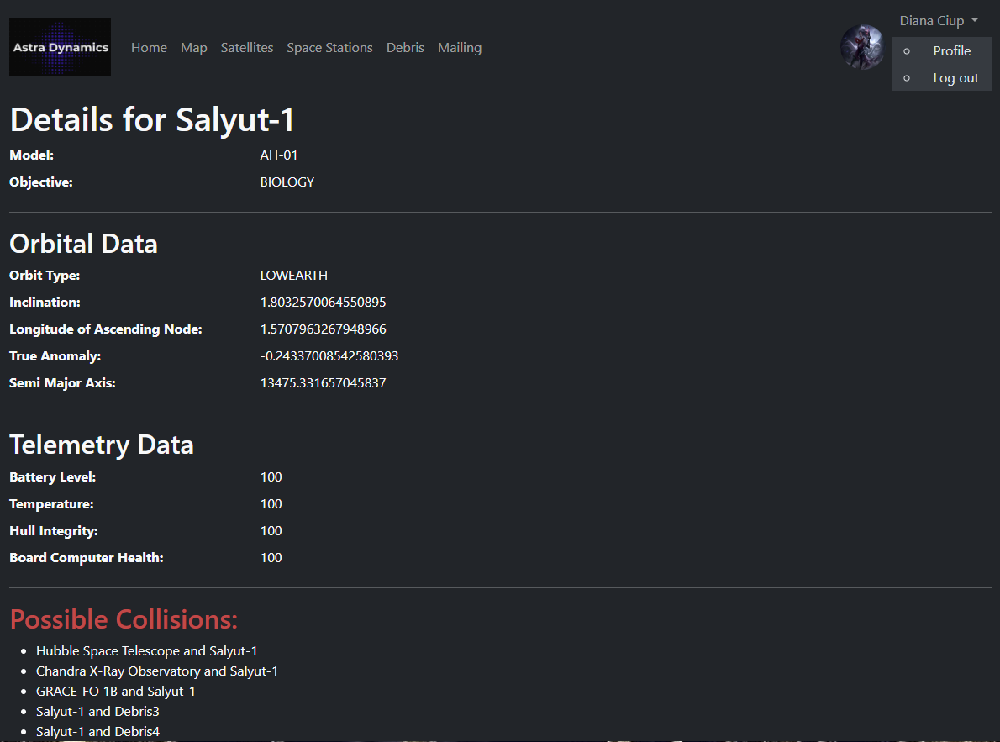 Astra Dynamics
Home Map Satellites Space Stations Debris Mailing
Diana Ciup
Profile
Log out
Details for Salyut-1
Model: AH-01
Objective: BIOLOGY
Orbital Data
Orbit Type: LOWEARTH
Inclination: 1.8032570064550895
Longitude of Ascending Node: 1.5707963267948966
True Anomaly: -0.24337008542580393
Semi Major Axis: 13475.331657045837
Telemetry Data
Battery Level: 100
Temperature: 100
Hull Integrity: 100
Board Computer Health: 100
Possible Collisions:
Hubble Space Telescope and Salyut-1
Chandra X-Ray Observatory and Salyut-1
GRACE-FO 1B and Salyut-1
Salyut-1 and Debris3
Salyut-1 and Debris4